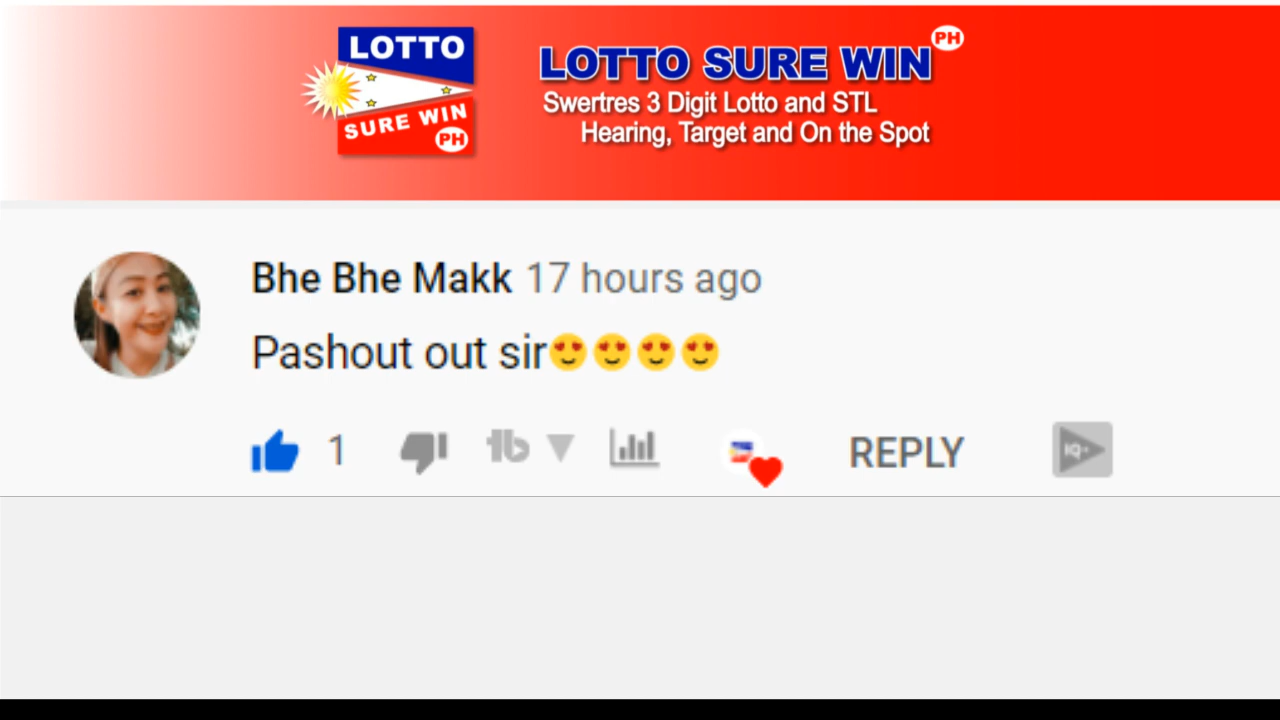 LOTTO
SURE WIN
PH
LOTTO SURE WIN PH
Swertres 3 Digit Lotto and STL
Hearing, Target and On the Spot
Bhe Bhe Makk 17 hours ago
Pashout out sir😍😍😍😍
1
REPLY
IQ